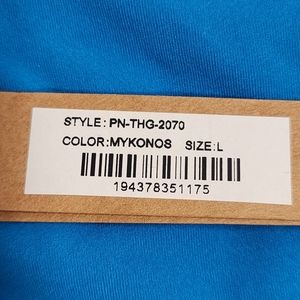 STYLE: PN-THG-2070
COLOR:MYKONOS SIZE:L
194378351175